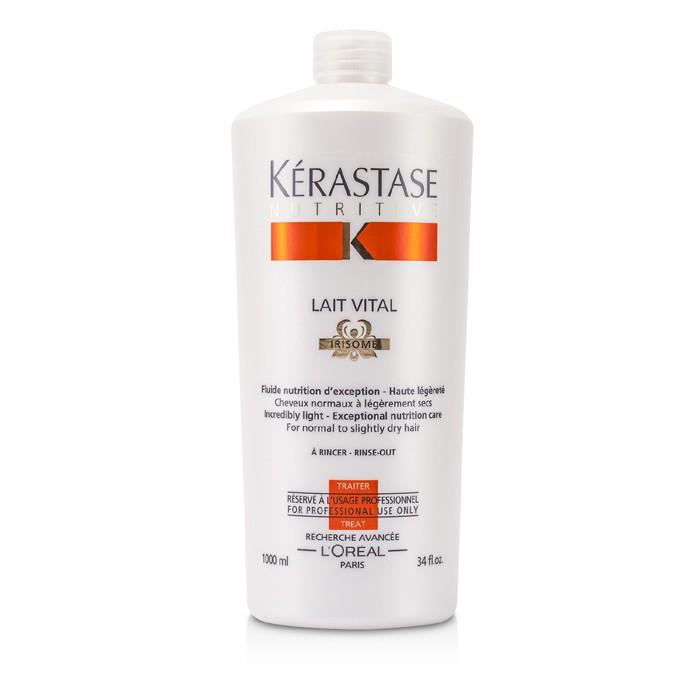 KÉRASTASE
NUTRITIVE
K
LAIT VITAL
IRISOME
Fluide nutrition d'exception - Haute légèreté
Cheveux normaux à légèrement secs
Incredibly light - Exceptional nutrition care
For normal to slightly dry hair
À RINCER - RINSE-OUT
TRAITER
RÉSERVÉ À L'USAGE PROFESSIONNEL
FOR PROFESSIONAL USE ONLY
TREAT
RECHERCHE AVANCÉE
L'ORÉAL
PARIS
1000 ml
34 fl.oz.